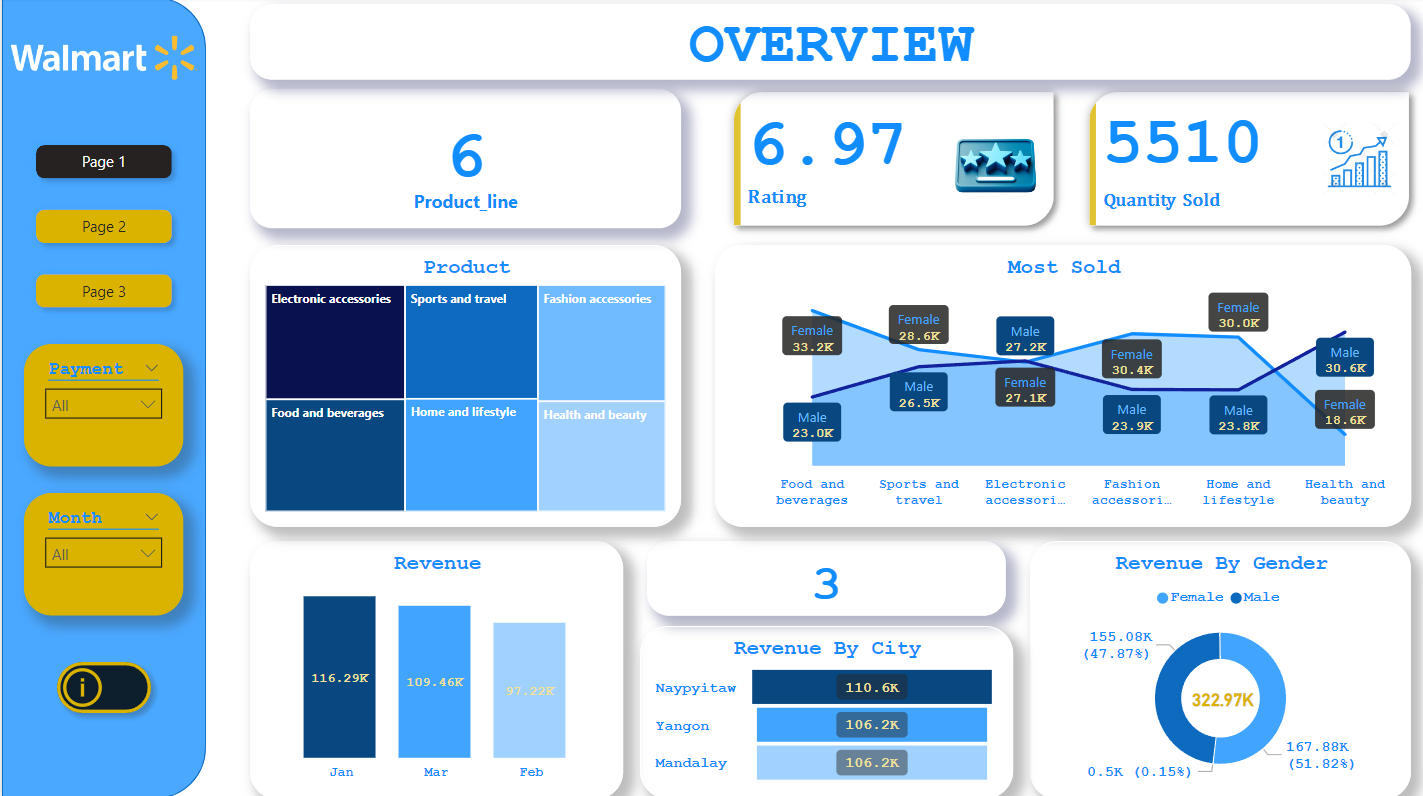 Walmart
OVERVIEW
Page 1
Page 2
Page 3
Payment
All
Month
All
i
6
Product_line
6.97
Rating
5510
Quantity Sold
1
Product
Electronic accessories
Sports and travel
Fashion accessories
Food and beverages
Home and lifestyle
Health and beauty
Most Sold
Female
33.2K
Male
23.0K
Female
28.6K
Male
26.5K
Male
27.2K
Female
27.1K
Female
30.4K
Male
23.9K
Female
30.0K
Male
23.8K
Male
30.6K
Female
18.6K
Food and
beverages
Sports and
travel
Electronic
accessori…
Fashion
accessori…
Home and
lifestyle
Health and
beauty
Revenue
116.29K
109.46K
97.22K
Jan
Mar
Feb
3
Revenue By City
Naypyitaw 110.6K
Yangon 106.2K
Mandalay 106.2K
Revenue By Gender
Female Male
155.08K
(47.87%)
322.97K
167.88K
(51.82%)
0.5K (0.15%)